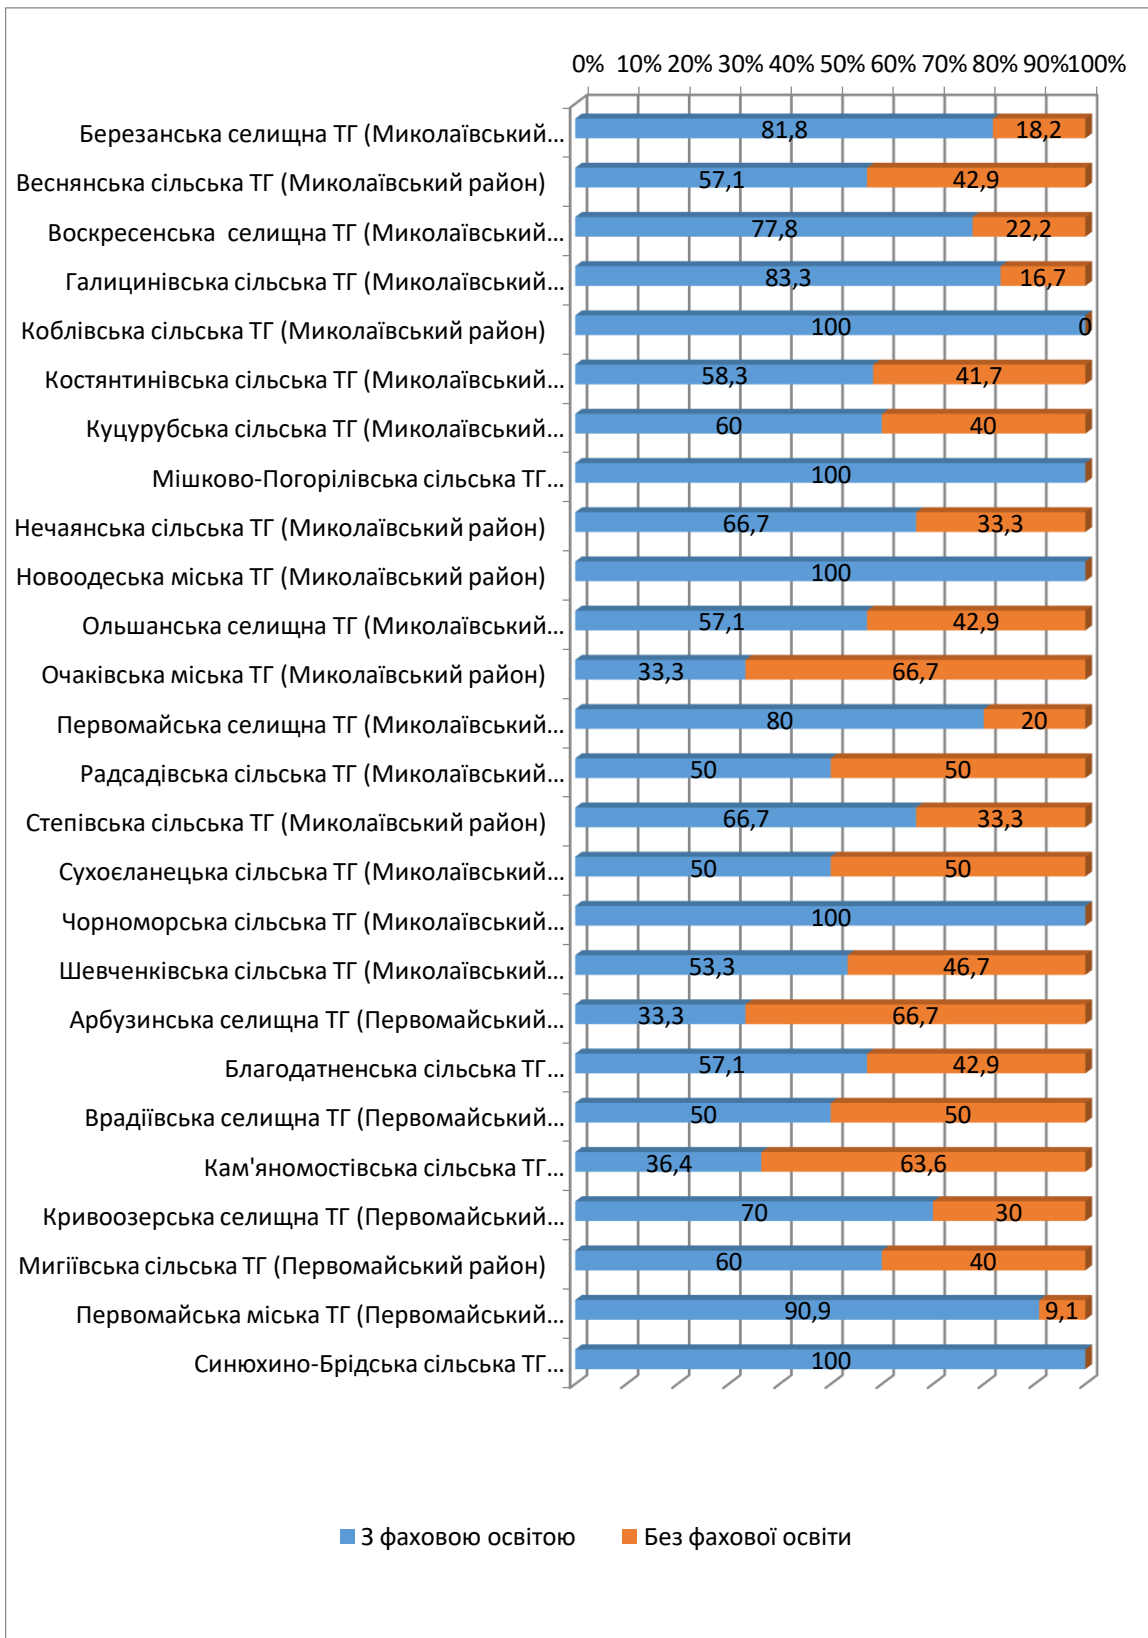 0% 10% 20% 30% 40% 50% 60% 70% 80% 90% 100%
Березанська селищна ТГ (Миколаївський... 81,8 18,2
Веснянська сільська ТГ (Миколаївський район) 57,1 42,9
Воскресенська селищна ТГ (Миколаївський... 77,8 22,2
Галицинівська сільська ТГ (Миколаївський... 83,3 16,7
Коблівська сільська ТГ (Миколаївський район) 100 0
Костянтинівська сільська ТГ (Миколаївський... 58,3 41,7
Куцурубська сільська ТГ (Миколаївський... 60 40
Мішково-Погорілівська сільська ТГ... 100
Нечаянська сільська ТГ (Миколаївський район) 66,7 33,3
Новоодеська міська ТГ (Миколаївський район) 100
Ольшанська селищна ТГ (Миколаївський... 57,1 42,9
Очаківська міська ТГ (Миколаївський район) 33,3 66,7
Первомайська селищна ТГ (Миколаївський... 80 20
Радсадівська сільська ТГ (Миколаївський... 50 50
Степівська сільська ТГ (Миколаївський район) 66,7 33,3
Сухоєланецька сільська ТГ (Миколаївський... 50 50
Чорноморська сільська ТГ (Миколаївський... 100
Шевченківська сільська ТГ (Миколаївський... 53,3 46,7
Арбузинська селищна ТГ (Первомайський... 33,3 66,7
Благодатненська сільська ТГ... 57,1 42,9
Врадіївська селищна ТГ (Первомайський... 50 50
Кам'яномостівська сільська ТГ... 36,4 63,6
Кривоозерська селищна ТГ (Первомайський... 70 30
Мигіївська сільська ТГ (Первомайський район) 60 40
Первомайська міська ТГ (Первомайський... 90,9 9,1
Синюхино-Брідська сільська ТГ... 100
З фаховою освітою Без фахової освіти